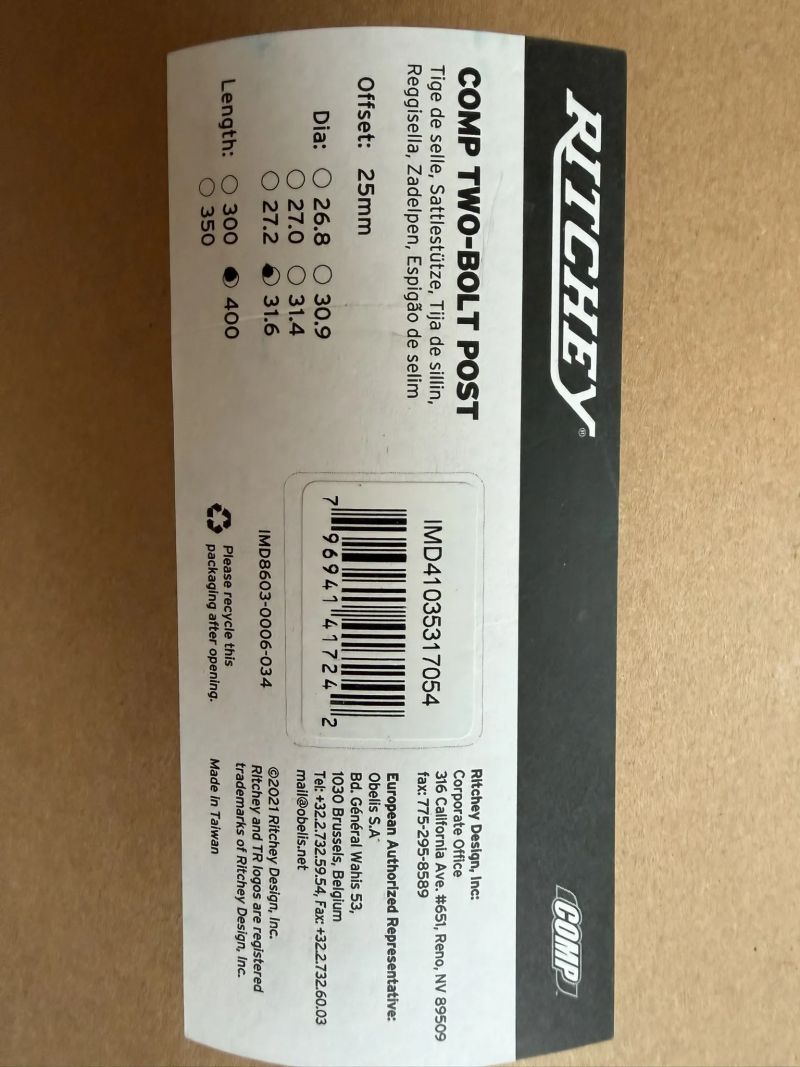 RITCHEY®
COMP
COMP TWO-BOLT POST
Tige de selle, Sattlestütze, Tija de sillin,
Reggisella, Zadelpen, Espigão de selim
Offset: 25mm
Dia: 26.8 30.9
27.0 31.4
27.2 31.6
Length: 300 400
350
IMD41035317054
7 96941 41724 2
IMD8603-0006-034
Please recycle this
packaging after opening.
Ritchey Design, Inc:
Corporate Office
316 California Ave. #651, Reno, NV 89509
fax: 775-295-8589
European Authorized Representative:
Obelis S.A
Bd. Général Wahis 53,
1030 Brussels, Belgium
Tel: +32.2.732.59.54, Fax: +32.2.732.60.03
mail@obelis.net
©2021 Ritchey Design, Inc.
Ritchey and TR logos are registered
trademarks of Ritchey Design, Inc.
Made In Taiwan